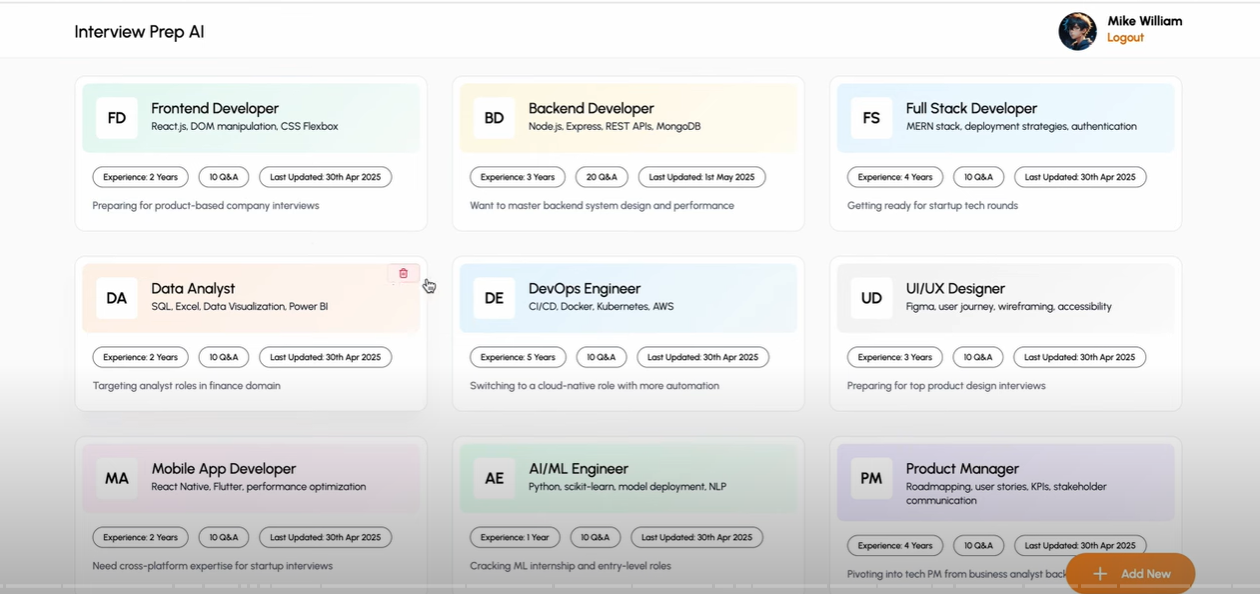 Interview Prep AI
Mike William
Logout
FD
Frontend Developer
React.js, DOM manipulation, CSS Flexbox
Experience: 2 Years
10 Q&A
Last Updated: 30th Apr 2025
Preparing for product-based company interviews
BD
Backend Developer
Node.js, Express, REST APIs, MongoDB
Experience: 3 Years
20 Q&A
Last Updated: 1st May 2025
Want to master backend system design and performance
FS
Full Stack Developer
MERN stack, deployment strategies, authentication
Experience: 4 Years
10 Q&A
Last Updated: 30th Apr 2025
Getting ready for startup tech rounds
DA
Data Analyst
SQL, Excel, Data Visualization, Power BI
Experience: 2 Years
10 Q&A
Last Updated: 30th Apr 2025
Targeting analyst roles in finance domain
DE
DevOps Engineer
CI/CD, Docker, Kubernetes, AWS
Experience: 5 Years
10 Q&A
Last Updated: 30th Apr 2025
Switching to a cloud-native role with more automation
UD
UI/UX Designer
Figma, user journey, wireframing, accessibility
Experience: 3 Years
10 Q&A
Last Updated: 30th Apr 2025
Preparing for top product design interviews
MA
Mobile App Developer
React Native, Flutter, performance optimization
Experience: 2 Years
10 Q&A
Last Updated: 30th Apr 2025
Need cross-platform expertise for startup interviews
AE
AI/ML Engineer
Python, scikit-learn, model deployment, NLP
Experience: 1 Year
10 Q&A
Last Updated: 30th Apr 2025
Cracking ML internship and entry-level roles
PM
Product Manager
Roadmapping, user stories, KPIs, stakeholder
communication
Experience: 4 Years
10 Q&A
Last Updated: 30th Apr 2025
Pivoting into tech PM from business analyst
Add New